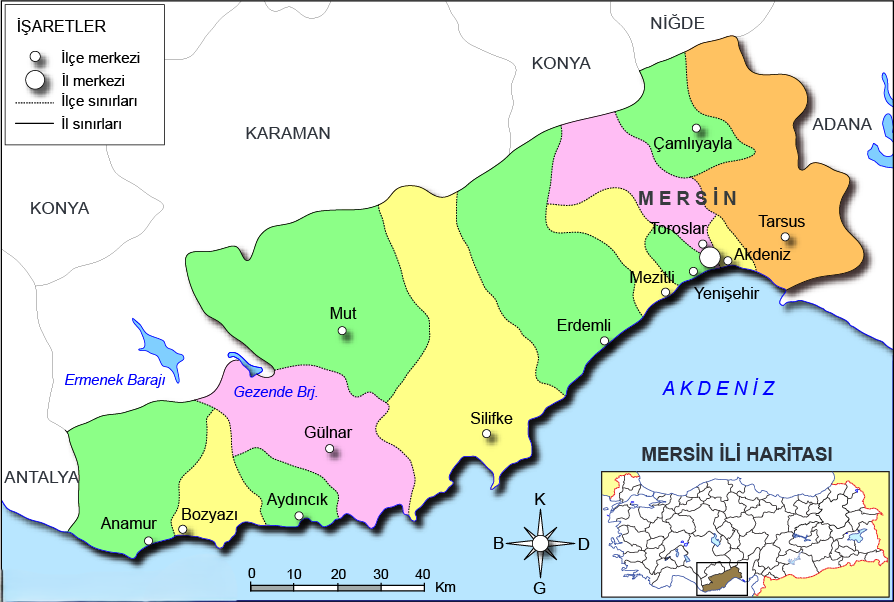 İŞARETLER
İlçe merkezi
İl merkezi
İlçe sınırları
İl sınırları
NİĞDE
KONYA
ADANA
KARAMAN
Çamlıyayla
MERSİN
KONYA
Tarsus
Toroslar
Akdeniz
Mezitli
Yenişehir
Mut
Erdemli
Ermenek Barajı
Gezende Brj.
AKDENİZ
Silifke
Gülnar
MERSİN İLİ HARİTASI
ANTALYA
Aydıncık
Bozyazı
Anamur
K
B
D
G
0 10 20 30 40 Km